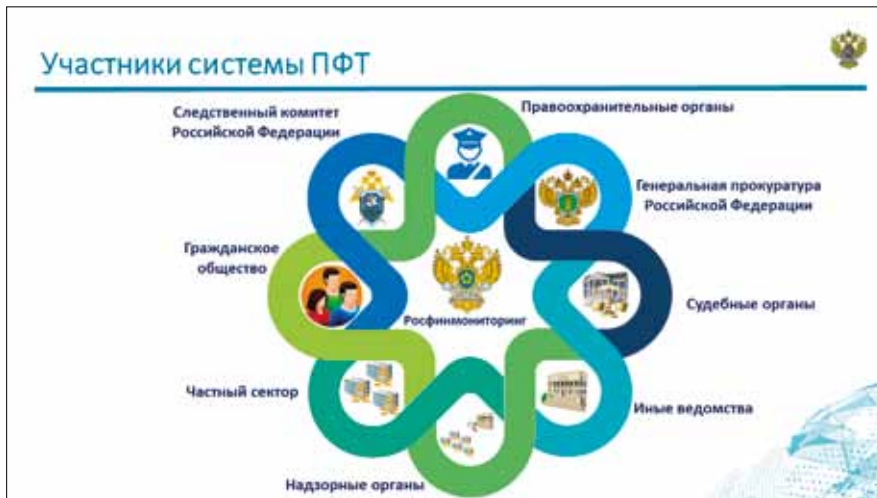 Участники системы ПФТ
Следственный комитет
Российской Федерации
Правоохранительные органы
Генеральная прокуратура
Российской Федерации
Гражданское
общество
Росфинмониторинг
Судебные органы
Частный сектор
Иные ведомства
Надзорные органы